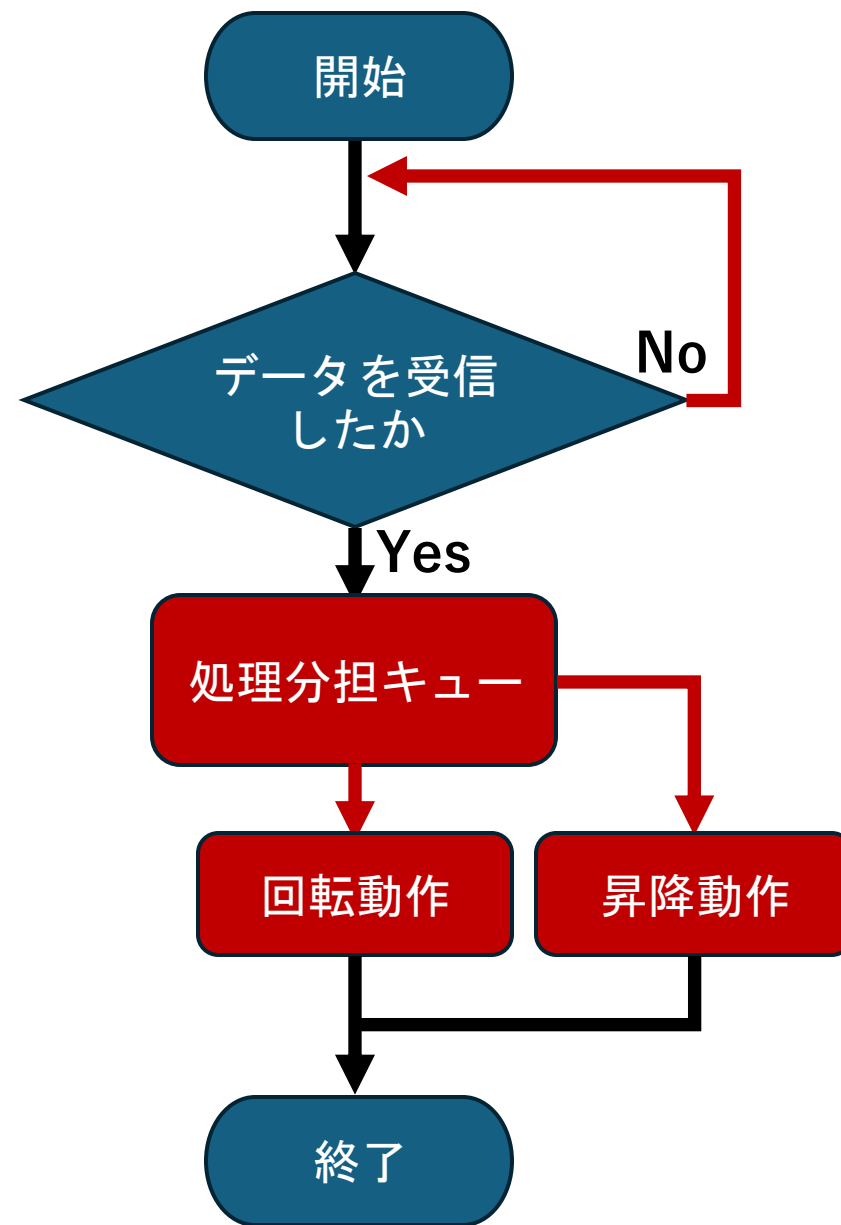 開始
データを受信
したか
No
Yes
処理分担キュー
回転動作
昇降動作
終了